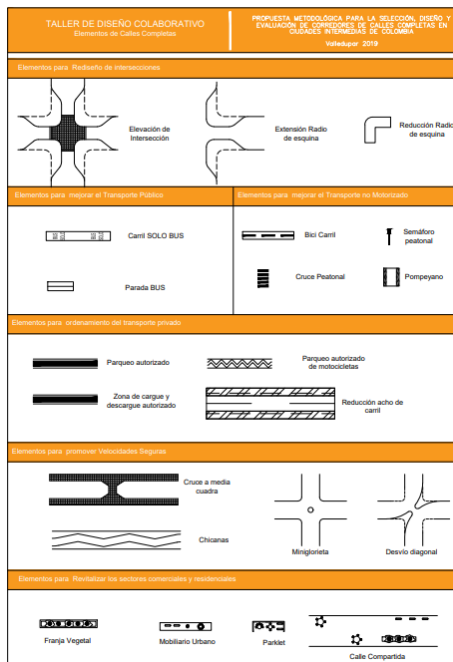 TALLER DE DISEÑO COLABORATIVO
Elementos de Calles Completas
PROPUESTA METODOLÓGICA PARA LA SELECCIÓN, DISEÑO Y
EVALUACIÓN DE CORREDORES DE CALLES COMPLETAS EN
CIUDADES INTERMEDIAS DE COLOMBIA
Valledupar 2019
Elementos para Rediseño de intersecciones
Elevación de
Intersección
Extensión Radio
de esquina
Reducción Radio
de esquina
Elementos para mejorar el Transporte Público
Elementos para mejorar el Transporte no Motorizado
Carril SOLO BUS
Parada BUS
Bici Carril
Semáforo
peatonal
Cruce Peatonal
Pompeyano
Elementos para ordenamiento del transporte privado
Parqueo autorizado
Parqueo autorizado
de motocicletas
Zona de cargue y
descargue autorizado
Reducción acho de
carril
Elementos para promover Velocidades Seguras
Cruce a media
cuadra
Chicanas
Miniglorieta
Desvío diagonal
Elementos para Revitalizar los sectores comerciales y residenciales
Franja Vegetal
Mobiliario Urbano
Parklet
Calle Compartida